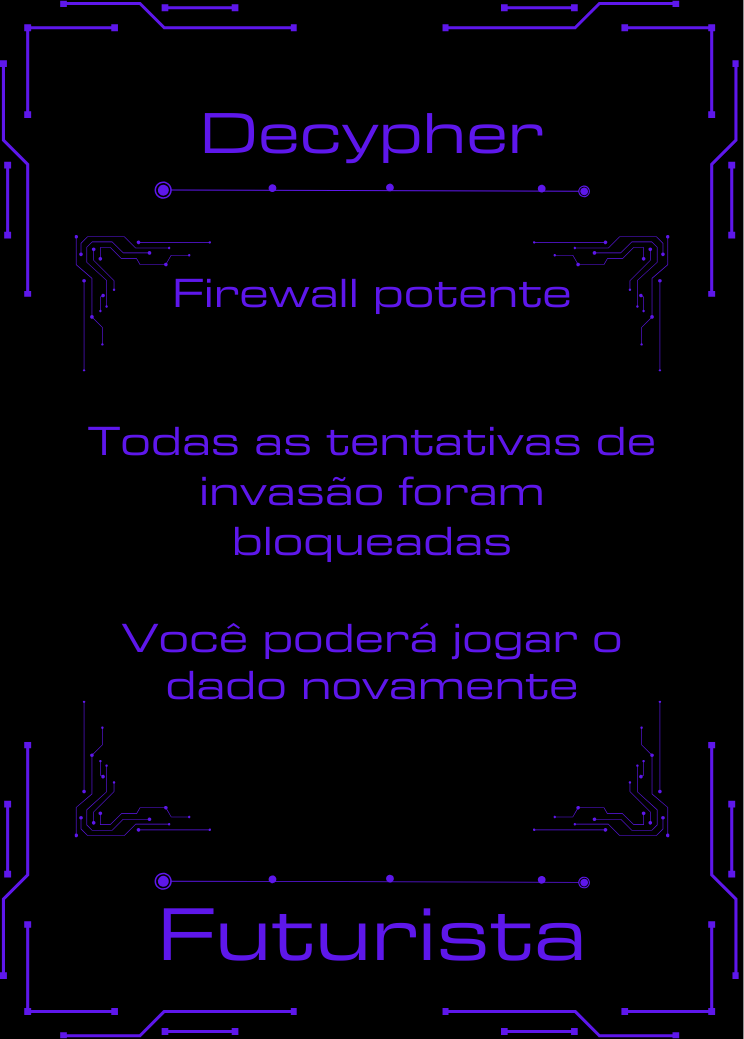 Decypher
Firewall potente
Todas as tentativas de
invasão foram
bloqueadas
Você poderá jogar o
dado novamente
Futurista